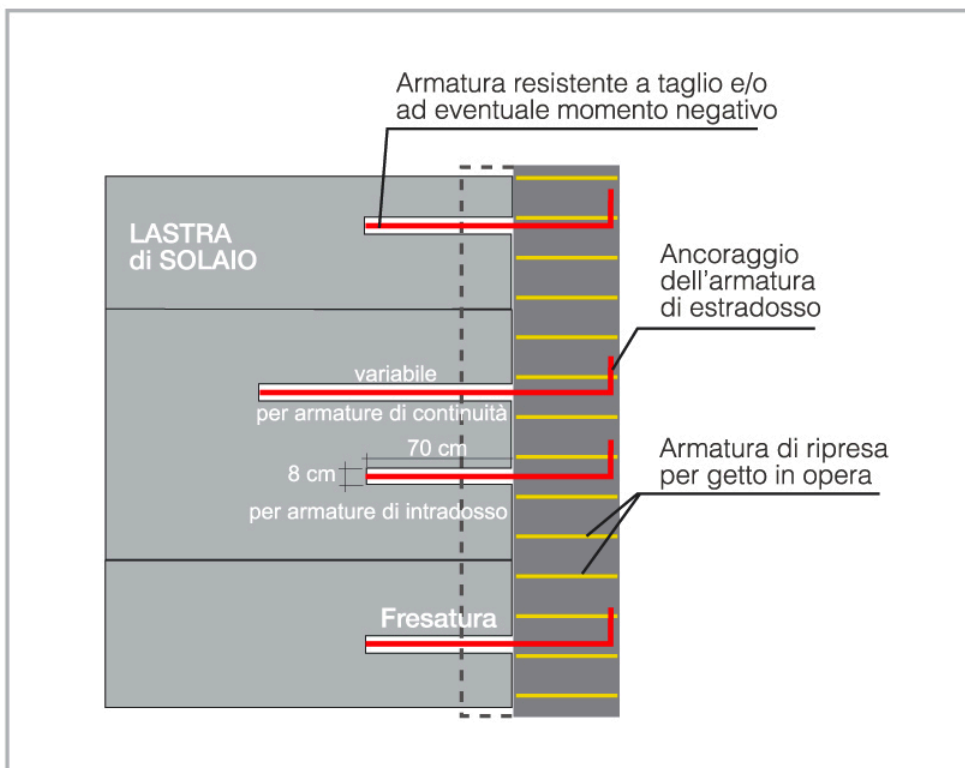 Armatura resistente a taglio e/o
ad eventuale momento negativo
LASTRA
di SOLAIO
Ancoraggio
dell'armatura
di estradosso
variabile
per armature di continuità
70 cm
8 cm
per armature di intradosso
Armatura di ripresa
per getto in opera
Fresatura